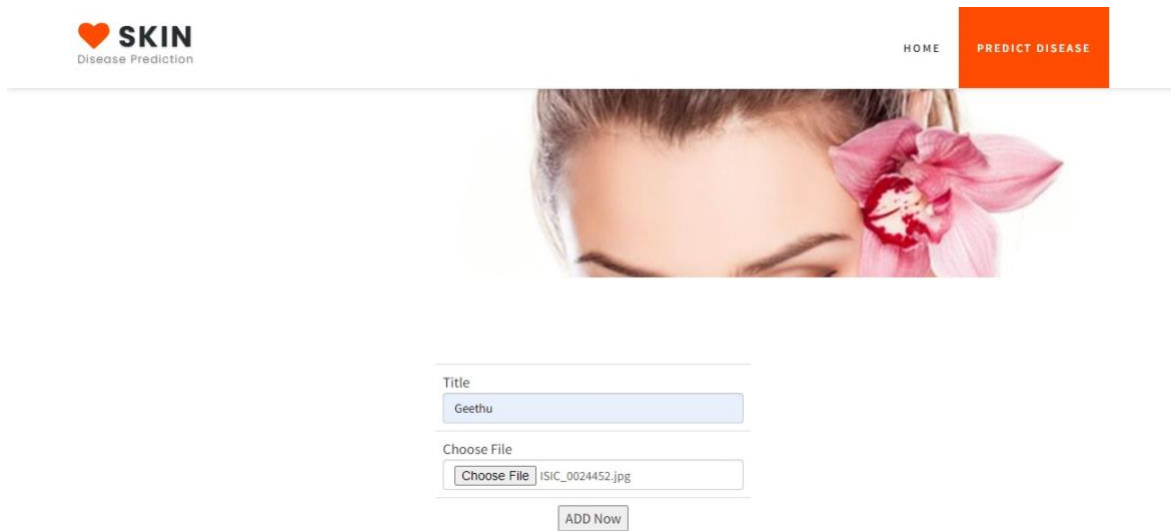 SKIN
Disease Prediction
HOME PREDICT DISEASE
Title
Geethu
Choose File
Choose File ISIC_0024452.jpg
ADD Now